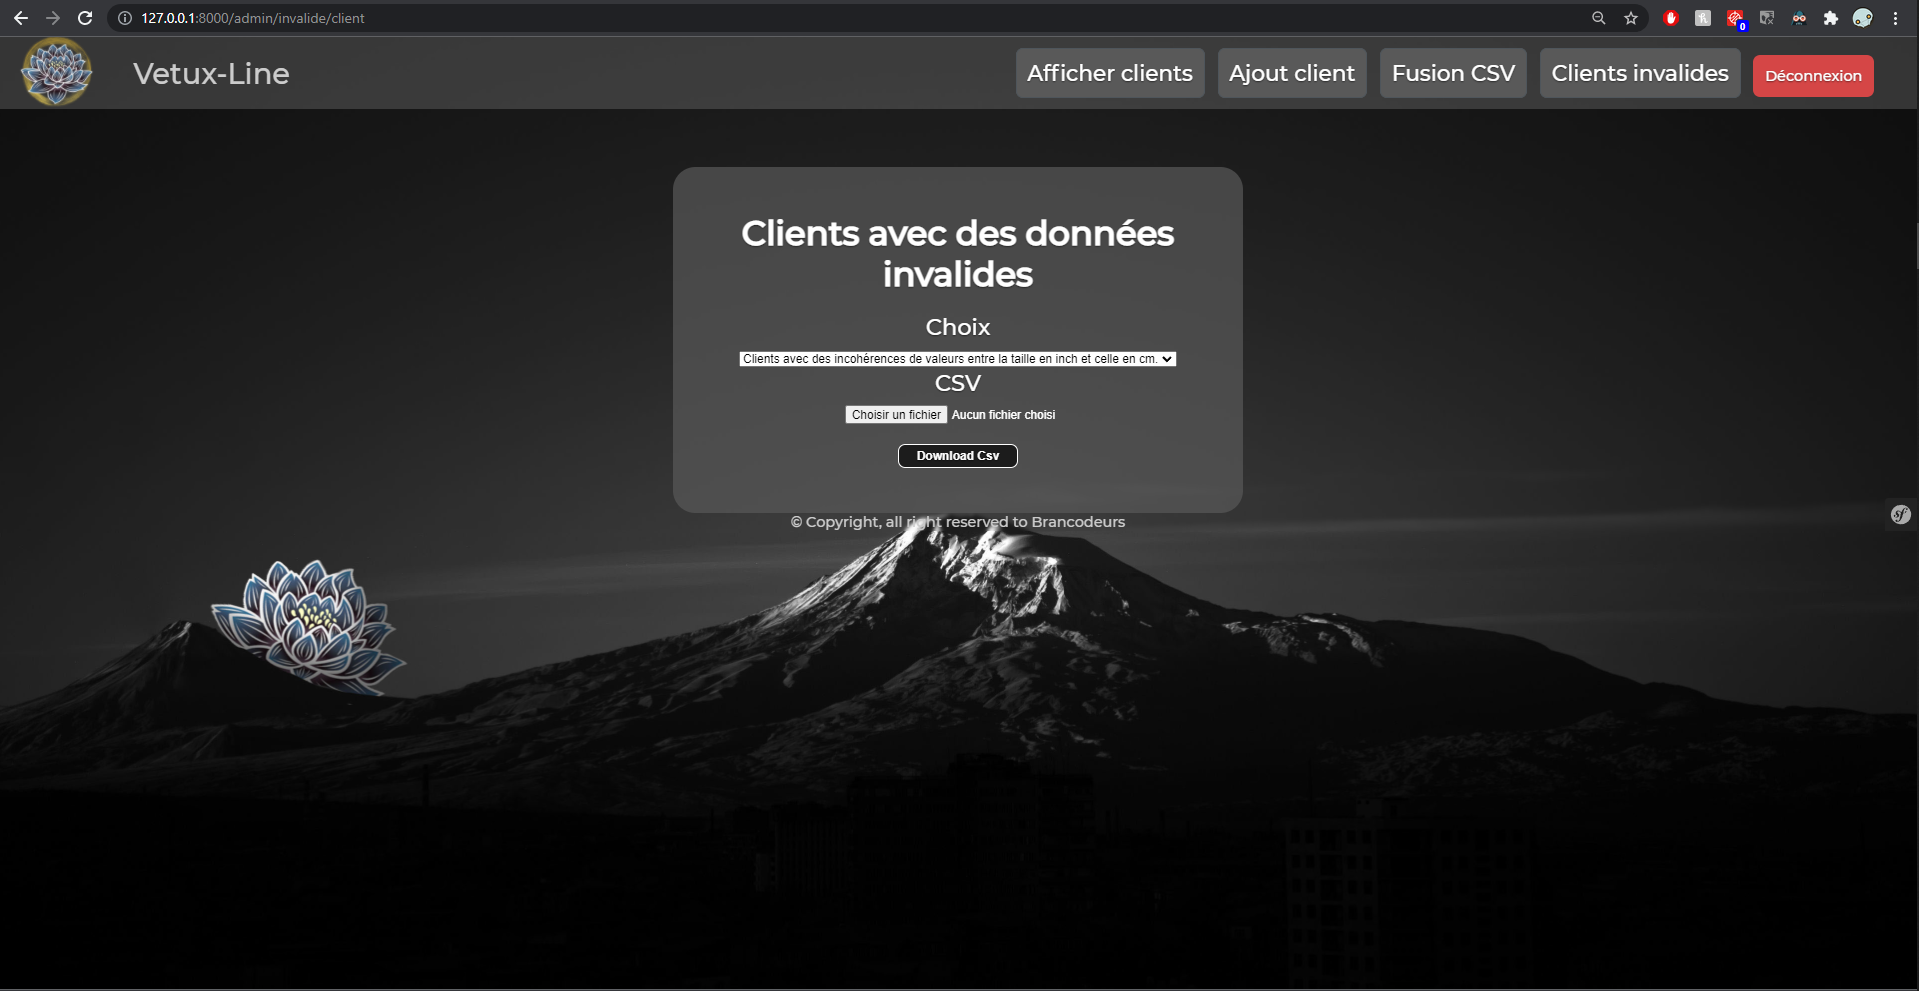 127.0.0.1:8000/admin/invalide/client
0
Vetux-Line
Afficher clients
Ajout client
Fusion CSV
Clients invalides
Déconnexion
Clients avec des données
invalides
Choix
Clients avec des incohérences de valeurs entre la taille en inch et celle en cm.
CSV
Choisir un fichier Aucun fichier choisi
Download Csv
© Copyright, all right reserved to Brancodeurs
sf